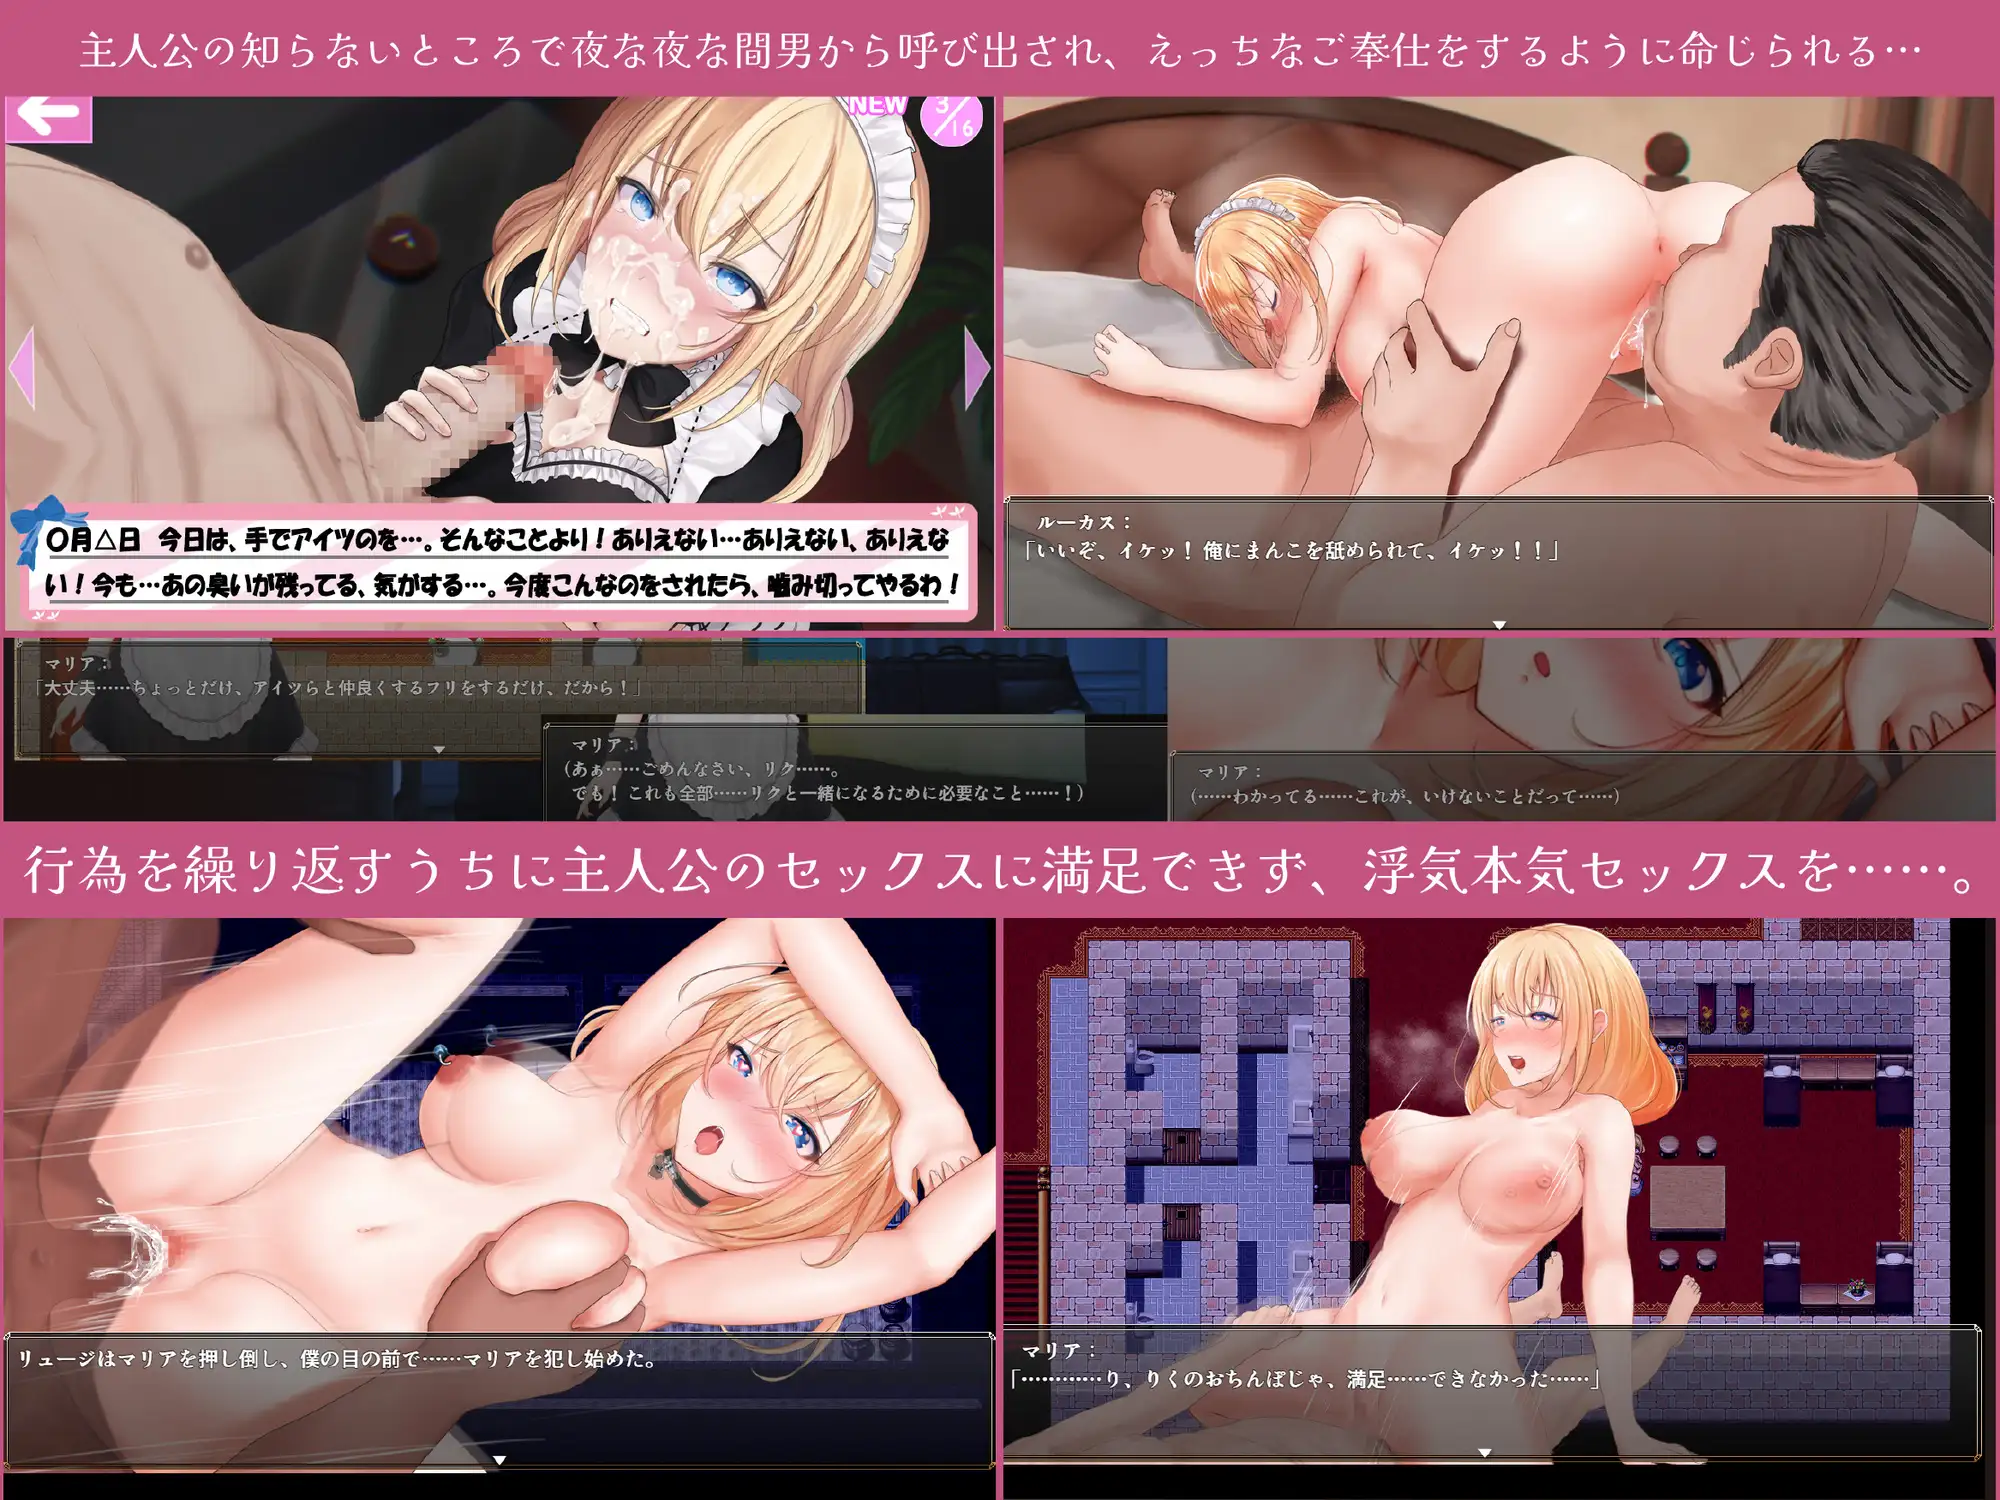 主人公の知らないところで夜な夜な間男から呼び出され、えっちなご奉仕をするように命じられる…
NEW
3/16
〇月△日 今日は、手でアイツのを…。そんなことより！ありえない…ありえない、ありえな
い！今も…あの臭いが残ってる、気がする…。今度こんなのをされたら、噛み切ってやるわ！
ルーカス：
「いいぞ、イケッ！俺にまんこを舐められて、イケッ！！」
マリア：
「大丈夫……ちょっとだけ、アイツらと仲良くするフリをするだけ、だから！」
マリア：
(あぁ……ごめんなさい、リク……。
でも！これも全部……リクと一緒になるために必要なこと……！)
マリア：
(……わかってる……これが、いけないことだって……)
行為を繰り返すうちに主人公のセックスに満足できず、浮気本気セックスを……。
リュージはマリアを押し倒し、僕の目の前で……マリアを犯し始めた。
マリア：
「…………り、りくのおちんぽじゃ、満足……できなかった……」